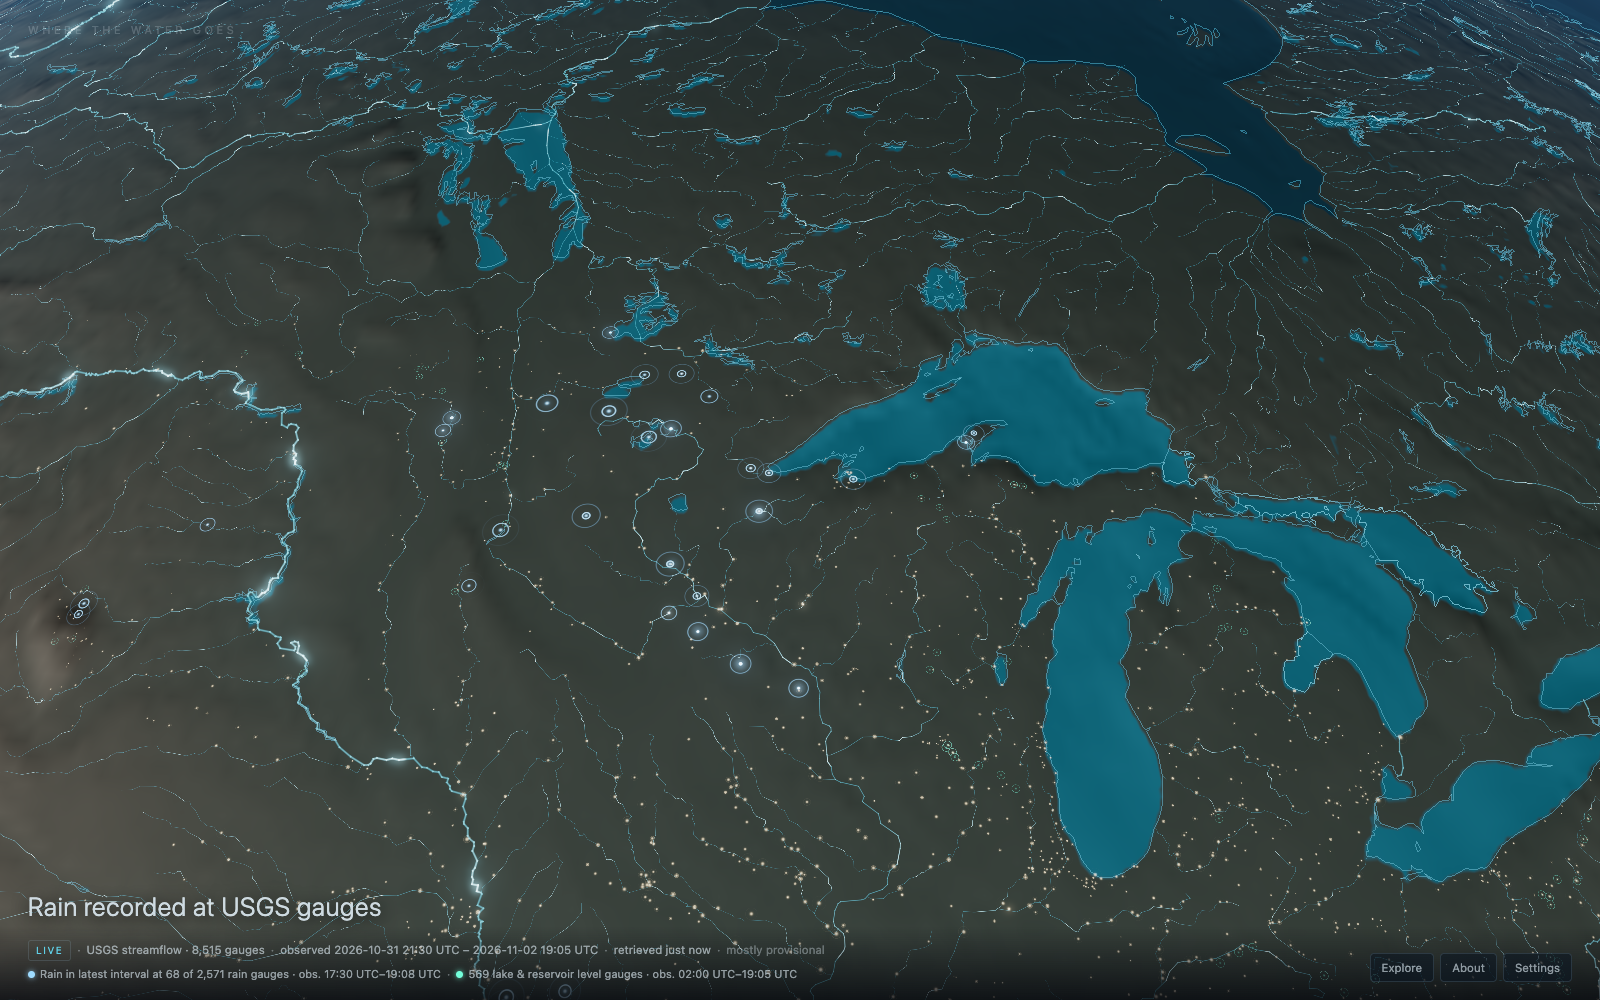 WHERE THE WATER GOES
Rain recorded at USGS gauges
LIVE · USGS streamflow · 8,515 gauges · observed 2026-10-31 21:30 UTC – 2026-11-02 19:05 UTC · retrieved just now · mostly provisional
Rain in latest interval at 68 of 2,571 rain gauges · obs. 17:30 UTC–19:08 UTC · 569 lake & reservoir level gauges · obs. 02:00 UTC–19:05 UTC
Explore About Settings